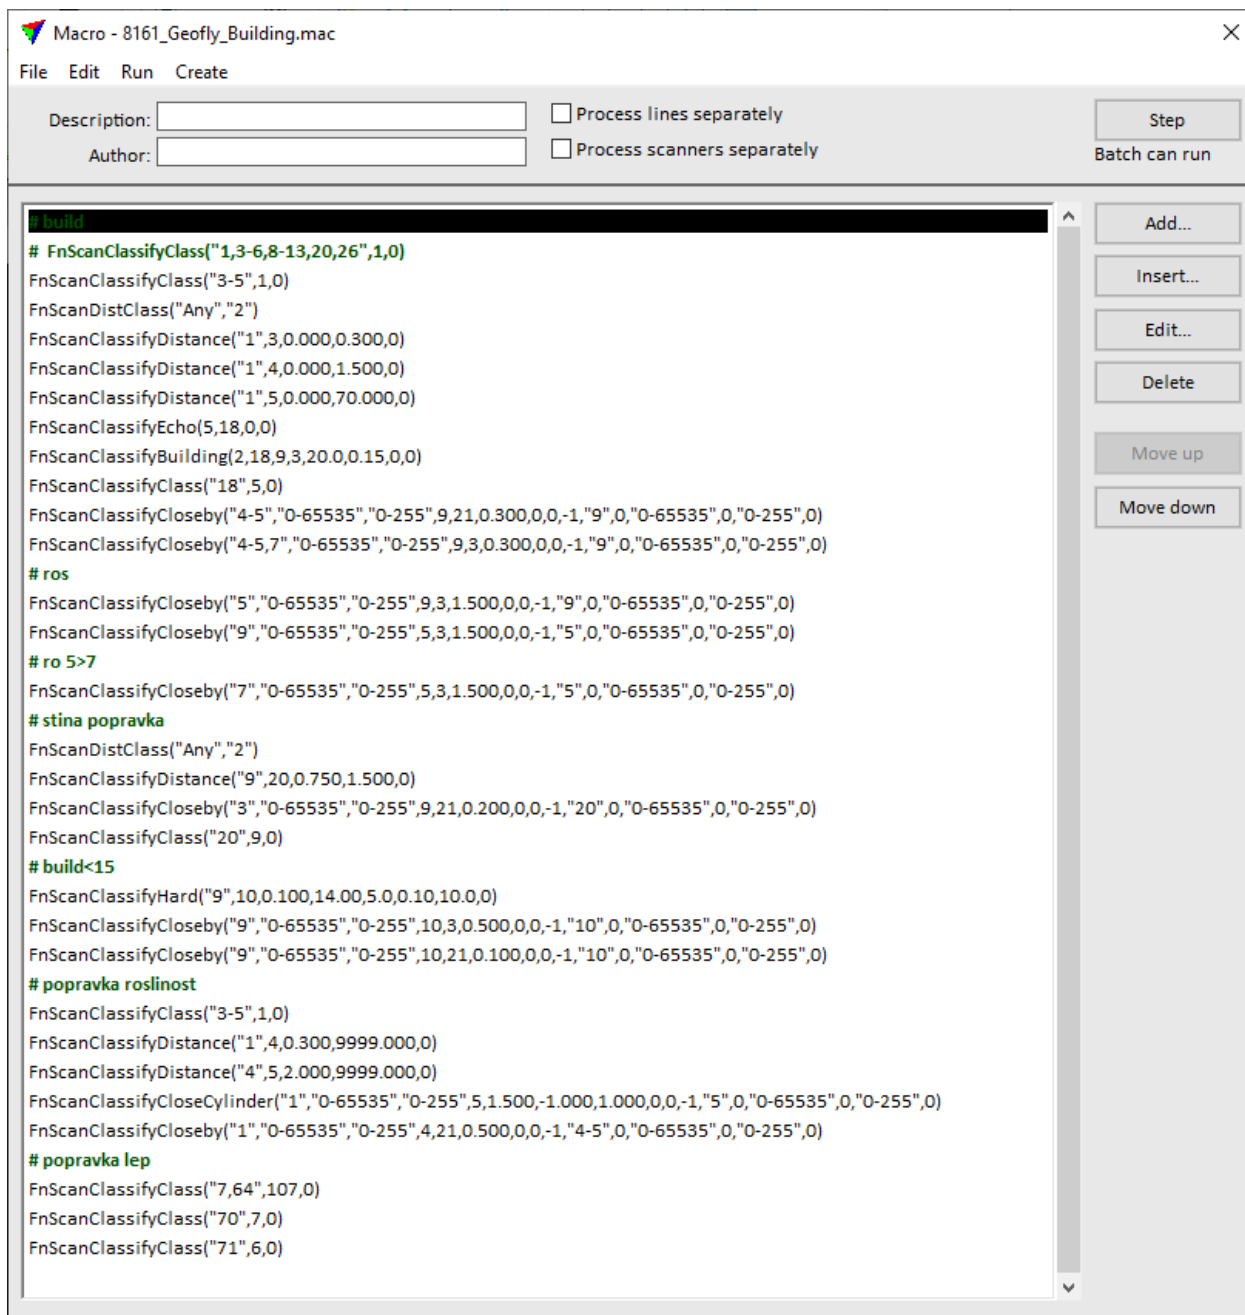 Macro - 8161_Geofly_Building.mac
File Edit Run Create
Description:
Process lines separately
Step
Author:
Process scanners separately
Batch can run
# build
# FnScanClassifyClass("1,3-6,8-13,20,26",1,0)
FnScanClassifyClass("3-5",1,0)
FnScanDistClass("Any","2")
FnScanClassifyDistance("1",3,0.000,0.300,0)
FnScanClassifyDistance("1",4,0.000,1.500,0)
FnScanClassifyDistance("1",5,0.000,70.000,0)
FnScanClassifyEcho(5,18,0,0)
FnScanClassifyBuilding(2,18,9,3,20.0,0.15,0,0)
FnScanClassifyClass("18",5,0)
FnScanClassifyCloseby("4-5","0-65535","0-255",9,21,0.300,0,0,-1,"9",0,"0-65535",0,"0-255",0)
FnScanClassifyCloseby("4-5,7","0-65535","0-255",9,3,0.300,0,0,-1,"9",0,"0-65535",0,"0-255",0)
# ros
FnScanClassifyCloseby("5","0-65535","0-255",9,3,1.500,0,0,-1,"9",0,"0-65535",0,"0-255",0)
FnScanClassifyCloseby("9","0-65535","0-255",5,3,1.500,0,0,-1,"5",0,"0-65535",0,"0-255",0)
# ro 5>7
FnScanClassifyCloseby("7","0-65535","0-255",5,3,1.500,0,0,-1,"5",0,"0-65535",0,"0-255",0)
# stina popravka
FnScanDistClass("Any","2")
FnScanClassifyDistance("9",20,0.750,1.500,0)
FnScanClassifyCloseby("3","0-65535","0-255",9,21,0.200,0,0,-1,"20",0,"0-65535",0,"0-255",0)
FnScanClassifyClass("20",9,0)
# build<15
FnScanClassifyHard("9",10,0.100,14.00,5.0,0.10,10.0,0)
FnScanClassifyCloseby("9","0-65535","0-255",10,3,0.500,0,0,-1,"10",0,"0-65535",0,"0-255",0)
FnScanClassifyCloseby("9","0-65535","0-255",10,21,0.100,0,0,-1,"10",0,"0-65535",0,"0-255",0)
# popravka roslinost
FnScanClassifyClass("3-5",1,0)
FnScanClassifyDistance("1",4,0.300,9999.000,0)
FnScanClassifyDistance("4",5,2.000,9999.000,0)
FnScanClassifyCloseCylinder("1","0-65535","0-255",5,1.500,-1.000,1.000,0,0,-1,"5",0,"0-65535",0,"0-255",0)
FnScanClassifyCloseby("1","0-65535","0-255",4,21,0.500,0,0,-1,"4-5",0,"0-65535",0,"0-255",0)
# popravka lep
FnScanClassifyClass("7,64",107,0)
FnScanClassifyClass("70",7,0)
FnScanClassifyClass("71",6,0)
Add...
Insert...
Edit...
Delete
Move up
Move down